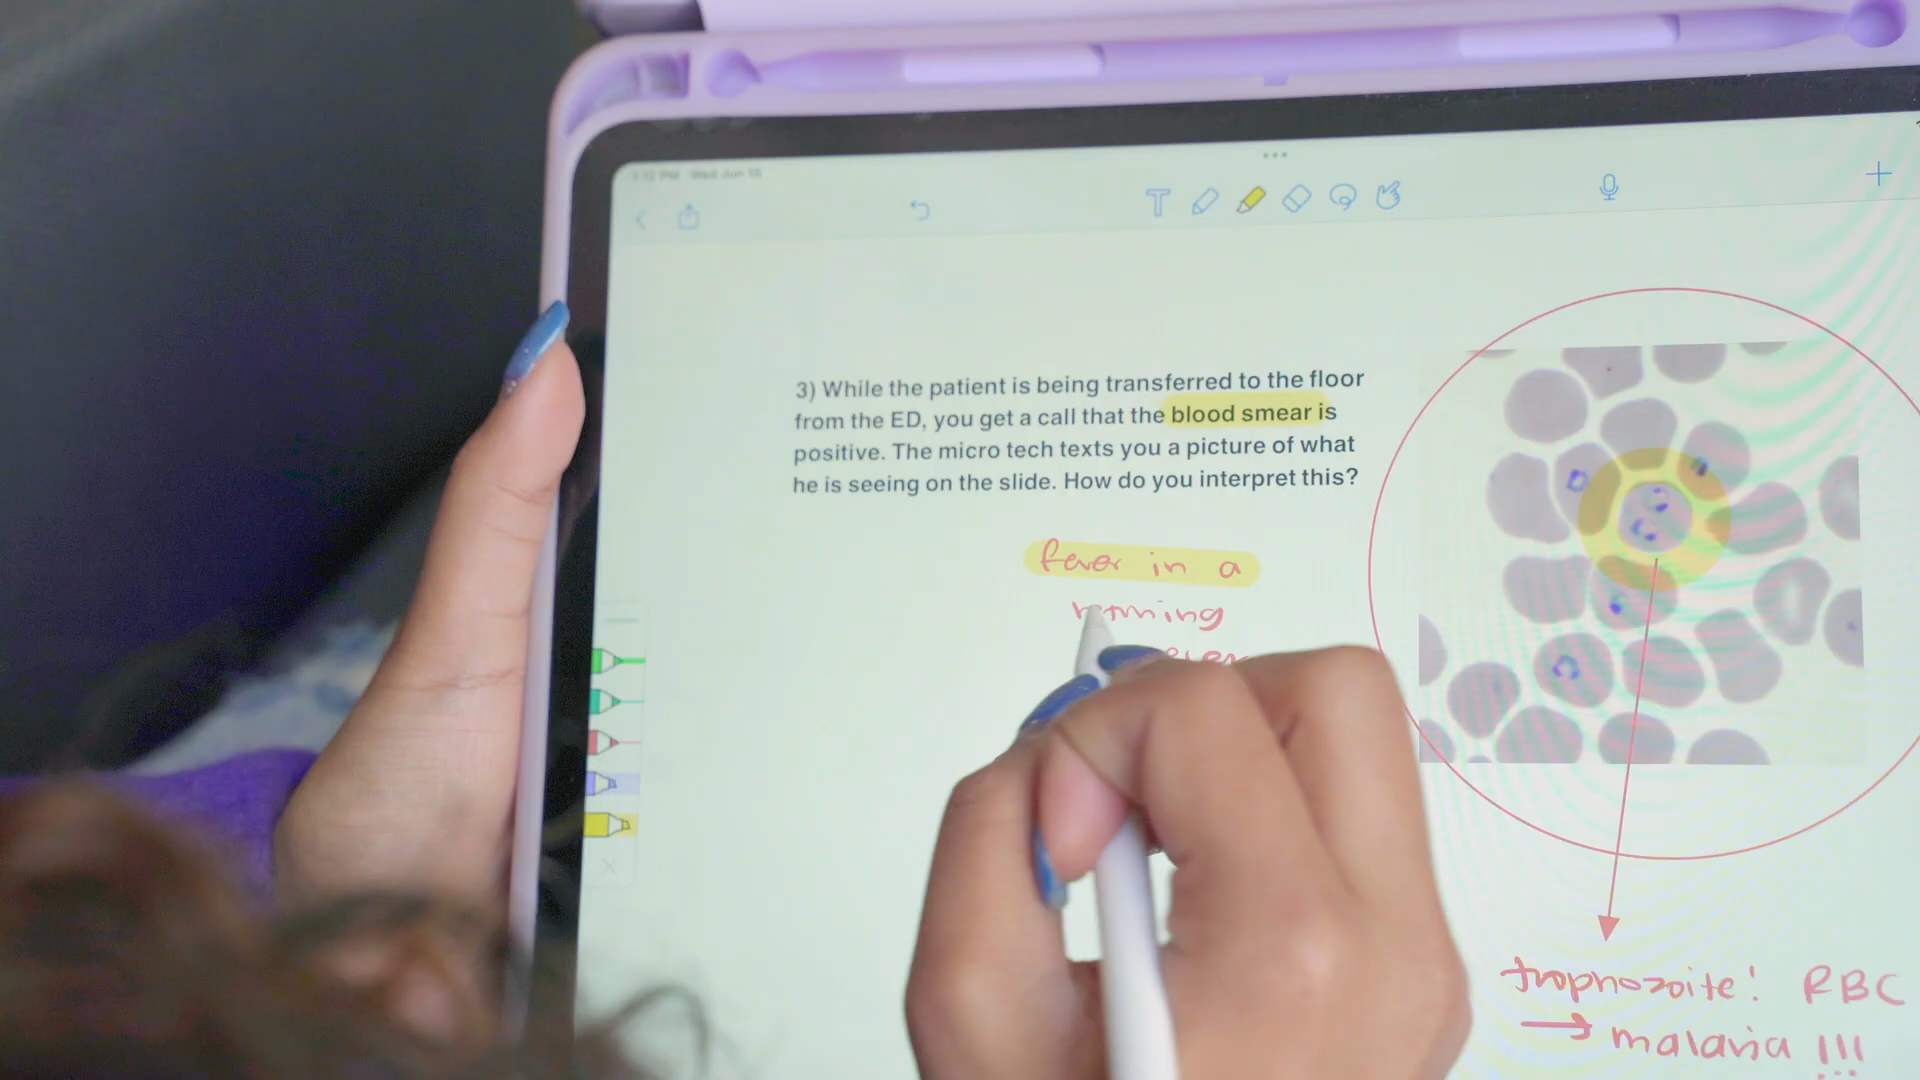 3) While the patient is being transferred to the floor
from the ED, you get a call that the blood smear is
positive. The micro tech texts you a picture of what
he is seeing on the slide. How do you interpret this?
fever in a
trophozoite! RBC
→ malaria !!!